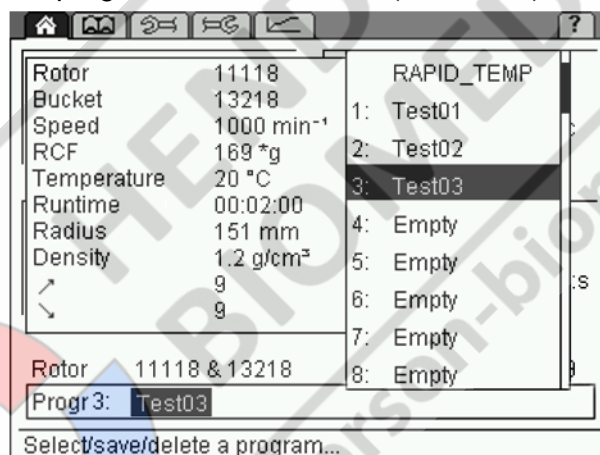 ?
Rotor 11118
Bucket 13218
Speed 1000 min⁻¹
RCF 169 *g
Temperature 20 °C
Runtime 00:02:00
Radius 151 mm
Density 1.2 g/cm³
↗ 9
↘ 9
RAPID_TEMP
1: Test01
2: Test02
3: Test03
4: Empty
5: Empty
6: Empty
7: Empty
8: Empty
Rotor 11118 & 13218
Progr 3: Test03
Select/save/delete a program...